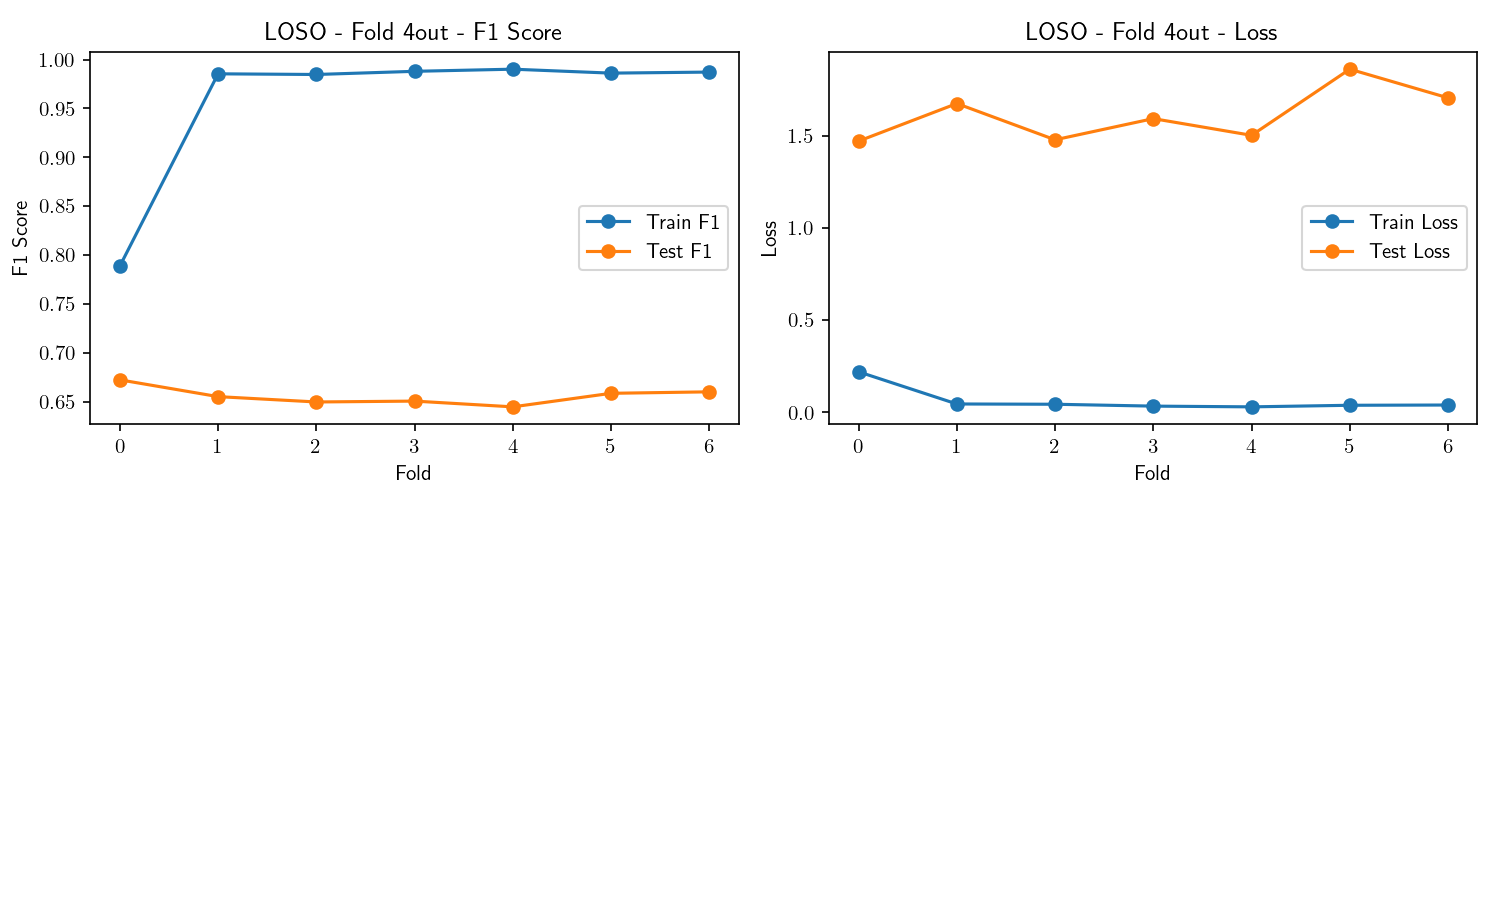 LOSO - Fold 4out - F1 Score
1.00
0.95
0.90
0.85
0.80
0.75
0.70
0.65
F1 Score
Train F1
Test F1
0 1 2 3 4 5 6
Fold
LOSO - Fold 4out - Loss
1.5
1.0
0.5
0.0
Loss
Train Loss
Test Loss
0 1 2 3 4 5 6
Fold